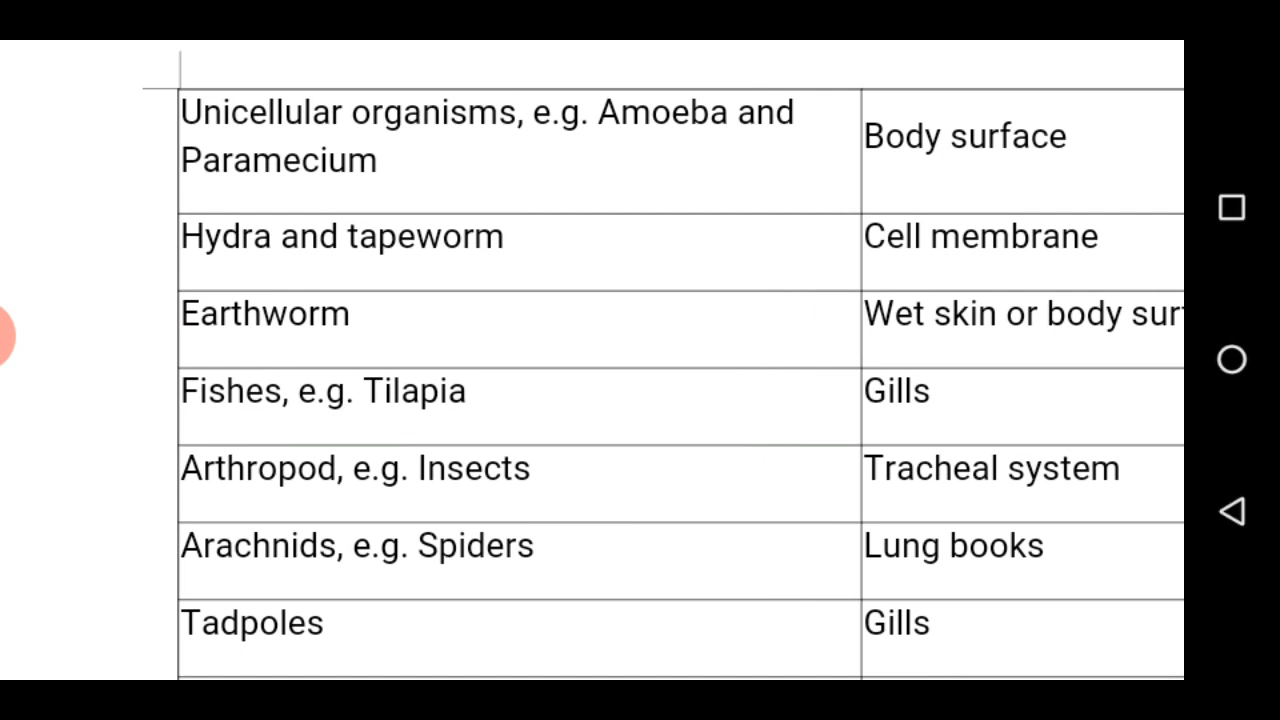 Unicellular organisms, e.g. Amoeba and
Paramecium
Body surface
Hydra and tapeworm
Cell membrane
Earthworm
Wet skin or body
Fishes, e.g. Tilapia
Gills
Arthropod, e.g. Insects
Tracheal system
Arachnids, e.g. Spiders
Lung books
Tadpoles
Gills